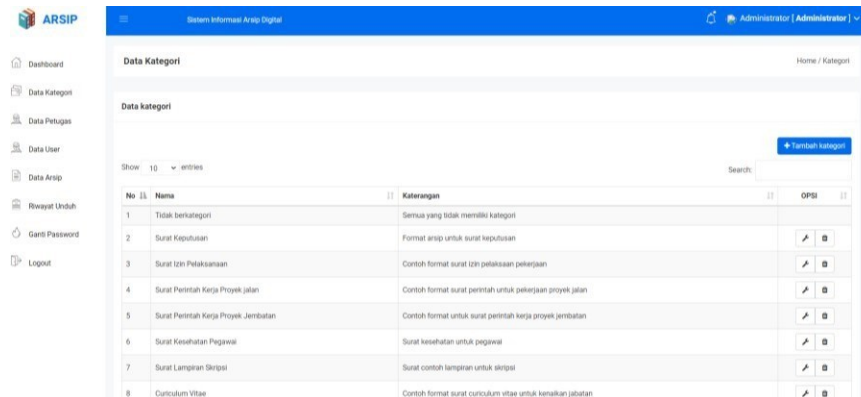 ARSIP
Sistem Informasi Arsip Digital
Administrator [ Administrator ]
Dashboard
Data Kategori
Data Petugas
Data User
Data Arsip
Riwayat Unduh
Ganti Password
Logout
Data Kategori
Home / Kategori
Data kategori
+ Tambah kategori
Show 10 entries
Search:
No Nama Katerangan OPSI
1 Tidak berkategori Semua yang tidak memiliki kategori
2 Surat Keputusan Format arsip untuk surat keputusan
3 Surat Izin Pelaksanaan Contoh format surat izin pelaksaan pekerjaan
4 Surat Perintah Kerja Proyek jalan Contoh format surat perintah untuk pekerjaan proyek jalan
5 Surat Perintah Kerja Proyek Jembatan Contoh format untuk surat perintah kerja proyek jembatan
6 Surat Kesehatan Pegawai Surat kesehatan untuk pegawai
7 Surat Lampiran Skripsi Surat contoh lampiran untuk skripsi
8 Curiculum Vitae Contoh format surat curiculum vitae untuk kenaikan jabatan